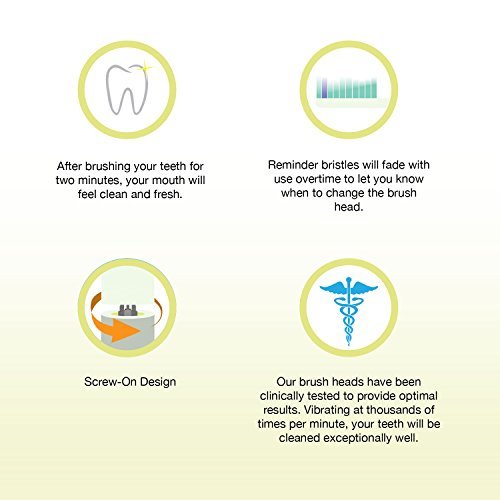 After brushing your teeth for
two minutes, your mouth will
feel clean and fresh.
Reminder bristles will fade with
use overtime to let you know
when to change the brush
head.
Screw-On Design
Our brush heads have been
clinically tested to provide optimal
results. Vibrating at thousands of
times per minute, your teeth will be
cleaned exceptionally well.